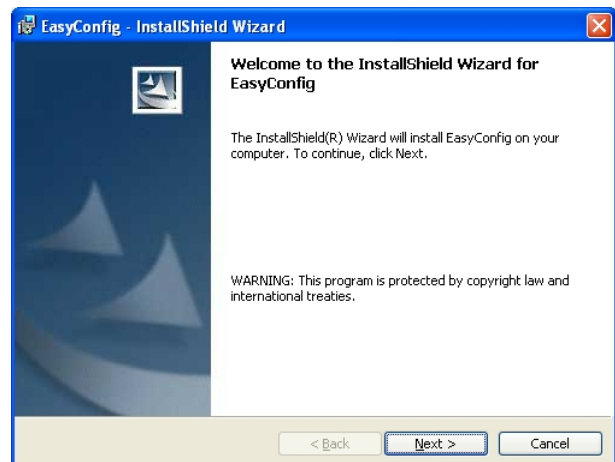 EasyConfig - InstallShield Wizard
Welcome to the InstallShield Wizard for
EasyConfig
The InstallShield(R) Wizard will install EasyConfig on your
computer. To continue, click Next.
WARNING: This program is protected by copyright law and
international treaties.
< Back
Next >
Cancel